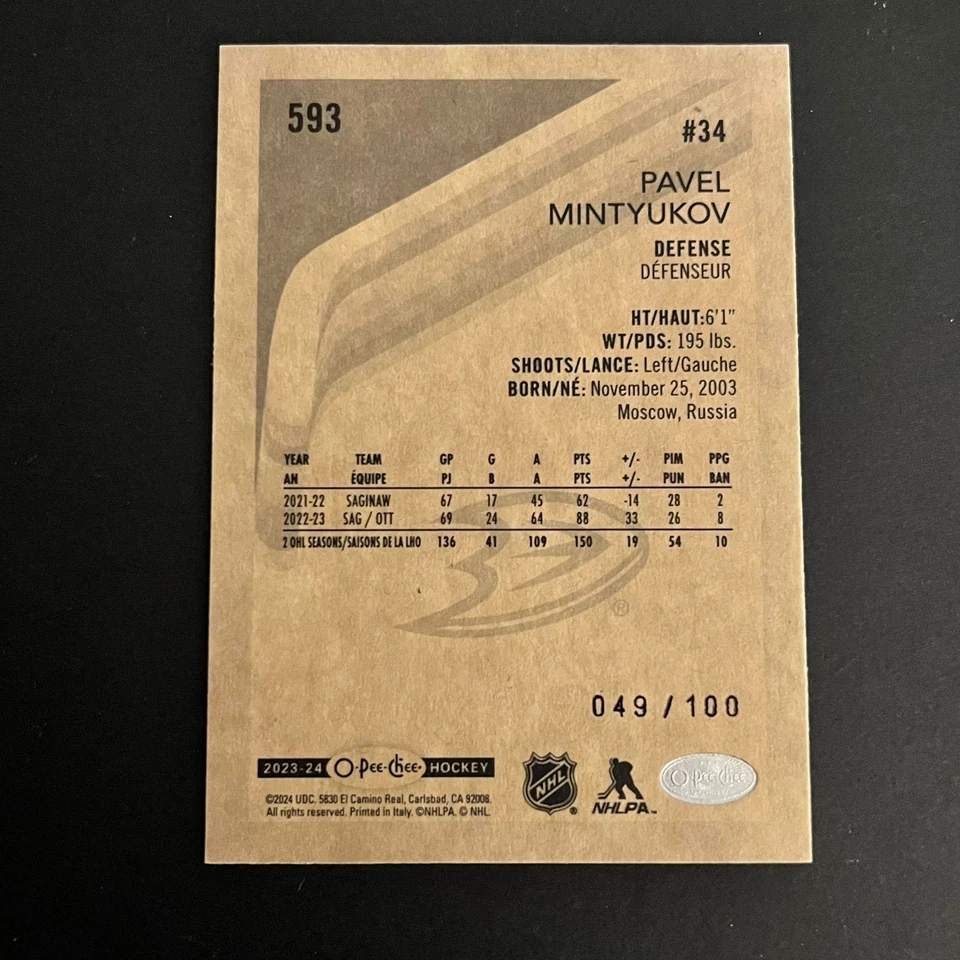 593
#34
PAVEL
MINTYUKOV
DEFENSE
DÉFENSEUR
HT/HAUT:6'1"
WT/PDS: 195 lbs.
SHOOTS/LANCE: Left/Gauche
BORN/NÉ: November 25, 2003
Moscow, Russia
YEAR TEAM GP G A PTS +/- PIM PPG
AN ÉQUIPE PJ B A PTS +/- PUN BAN
2021-22 SAGINAW 67 17 45 62 -14 28 2
2022-23 SAG / OTT 69 24 64 88 33 26 8
2 OHL SEASONS/SAISONS DE LA LHO 136 41 109 150 19 54 10
®
049 / 100
2023-24 O-Pee-Chee HOCKEY
NHL ®
NHLPA™
O-Pee-Chee
©2024 UDC. 5830 El Camino Real, Carlsbad, CA 92008.
All rights reserved. Printed in Italy. ©NHLPA. © NHL.